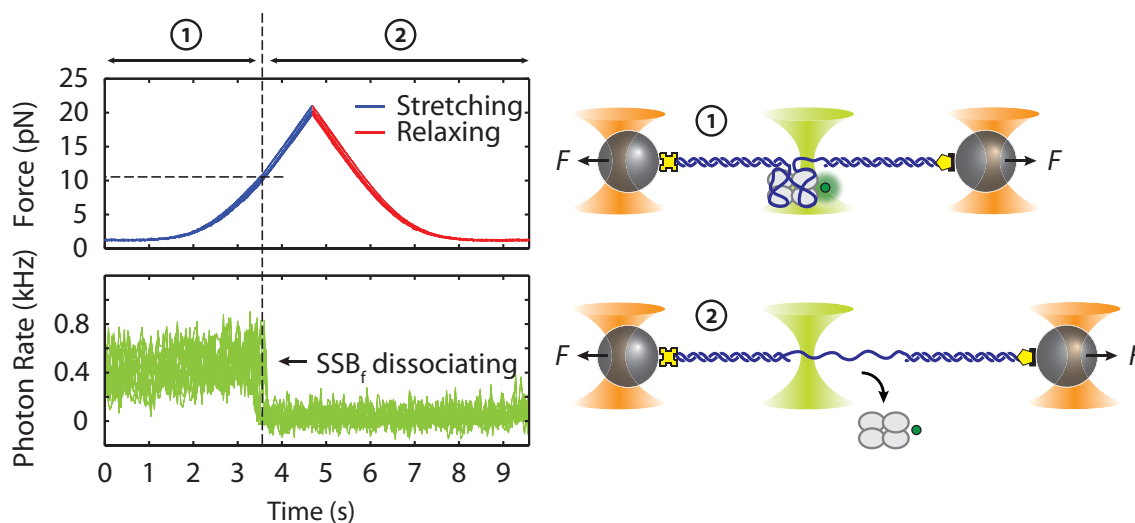 1
2
25
20
15
10
5
0
Force (pN)
Stretching
Relaxing
0.8
0.4
0
Photon Rate (kHz)
SSBf dissociating
0 1 2 3 4 5 6 7 8 9
Time (s)
1
F
F
2
F
F